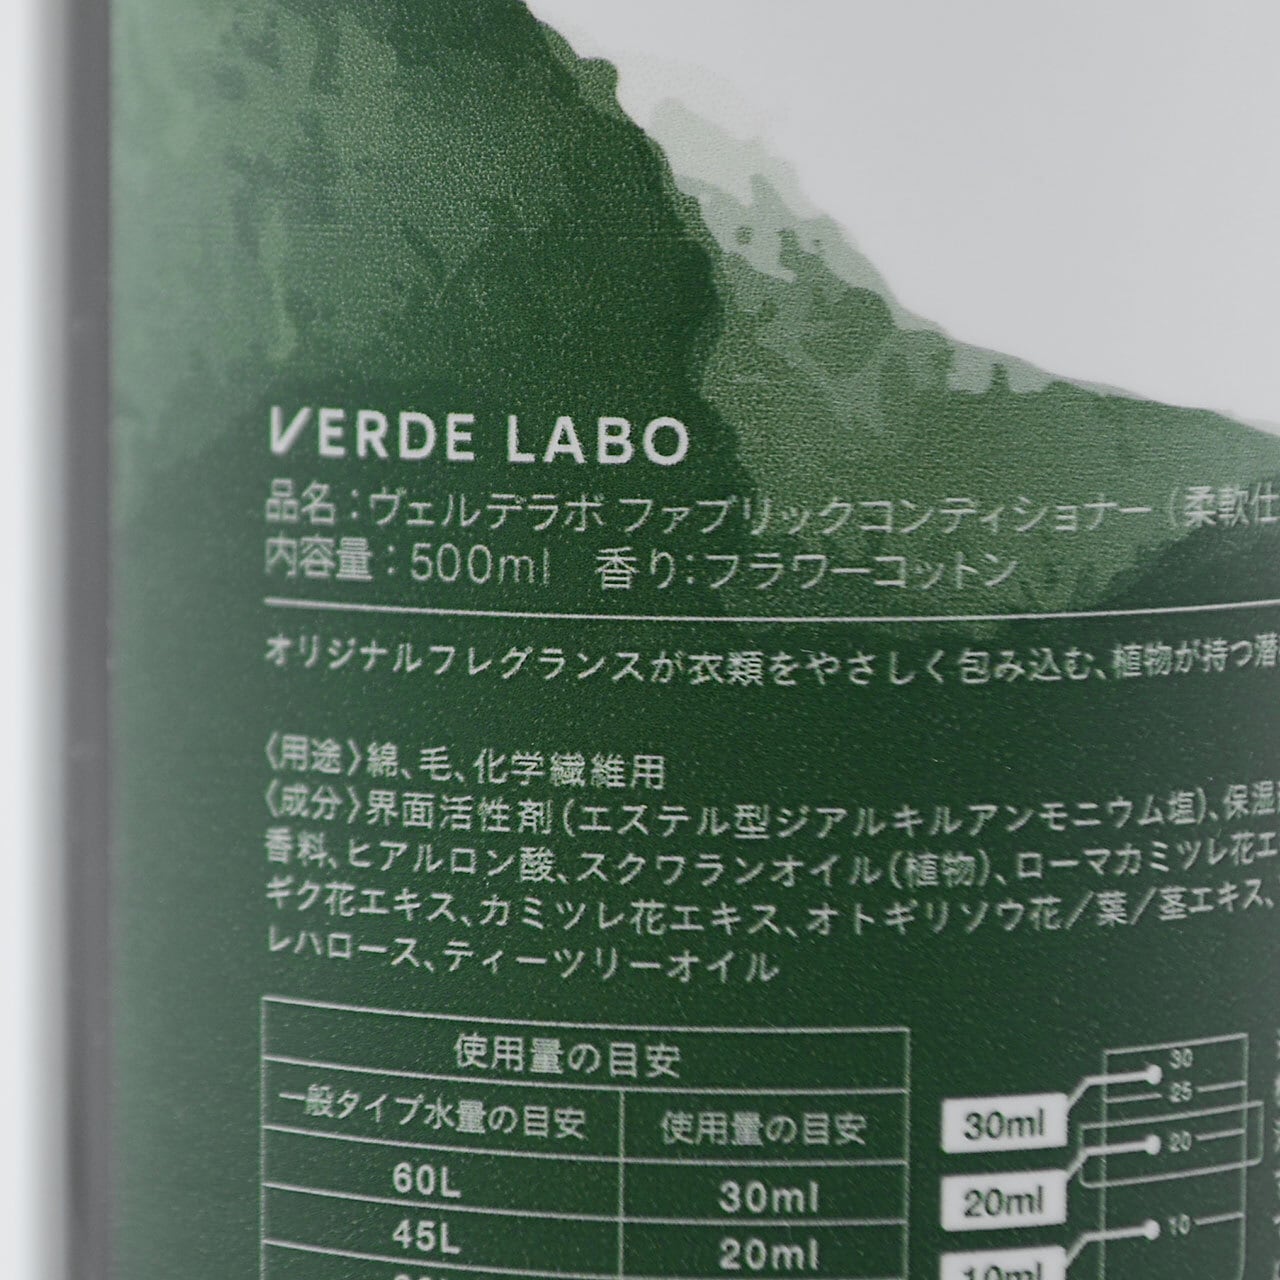 VERDE LABO
品名：ヴェルデラボ ファブリックコンディショナー（柔軟仕
内容量：500ml　香り：フラワーコットン
オリジナルフレグランスが衣類をやさしく包み込む、植物が持つ潜
〈用途〉綿、毛、化学繊維用
〈成分〉界面活性剤（エステル型ジアルキルアンモニウム塩）、保湿
香料、ヒアルロン酸、スクワランオイル（植物）、ローマカミツレ花エ
ギク花エキス、カミツレ花エキス、オトギリソウ花／葉／茎エキス、
レハロース、ティーツリーオイル
使用量の目安
一般タイプ水量の目安 使用量の目安
60L 30ml
45L 20ml
30ml
20ml
10ml
30
25
20
10